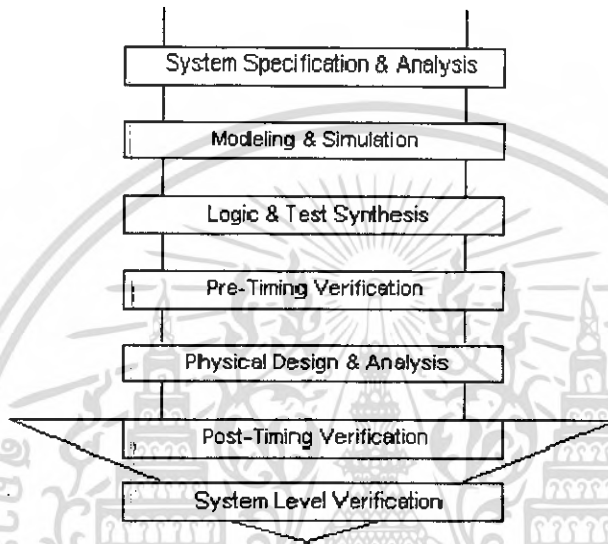 System Specification & Analysis
Modeling & Simulation
Logic & Test Synthesis
Pre-Timing Verification
Physical Design & Analysis
Post-Timing Verification
System Level Verification